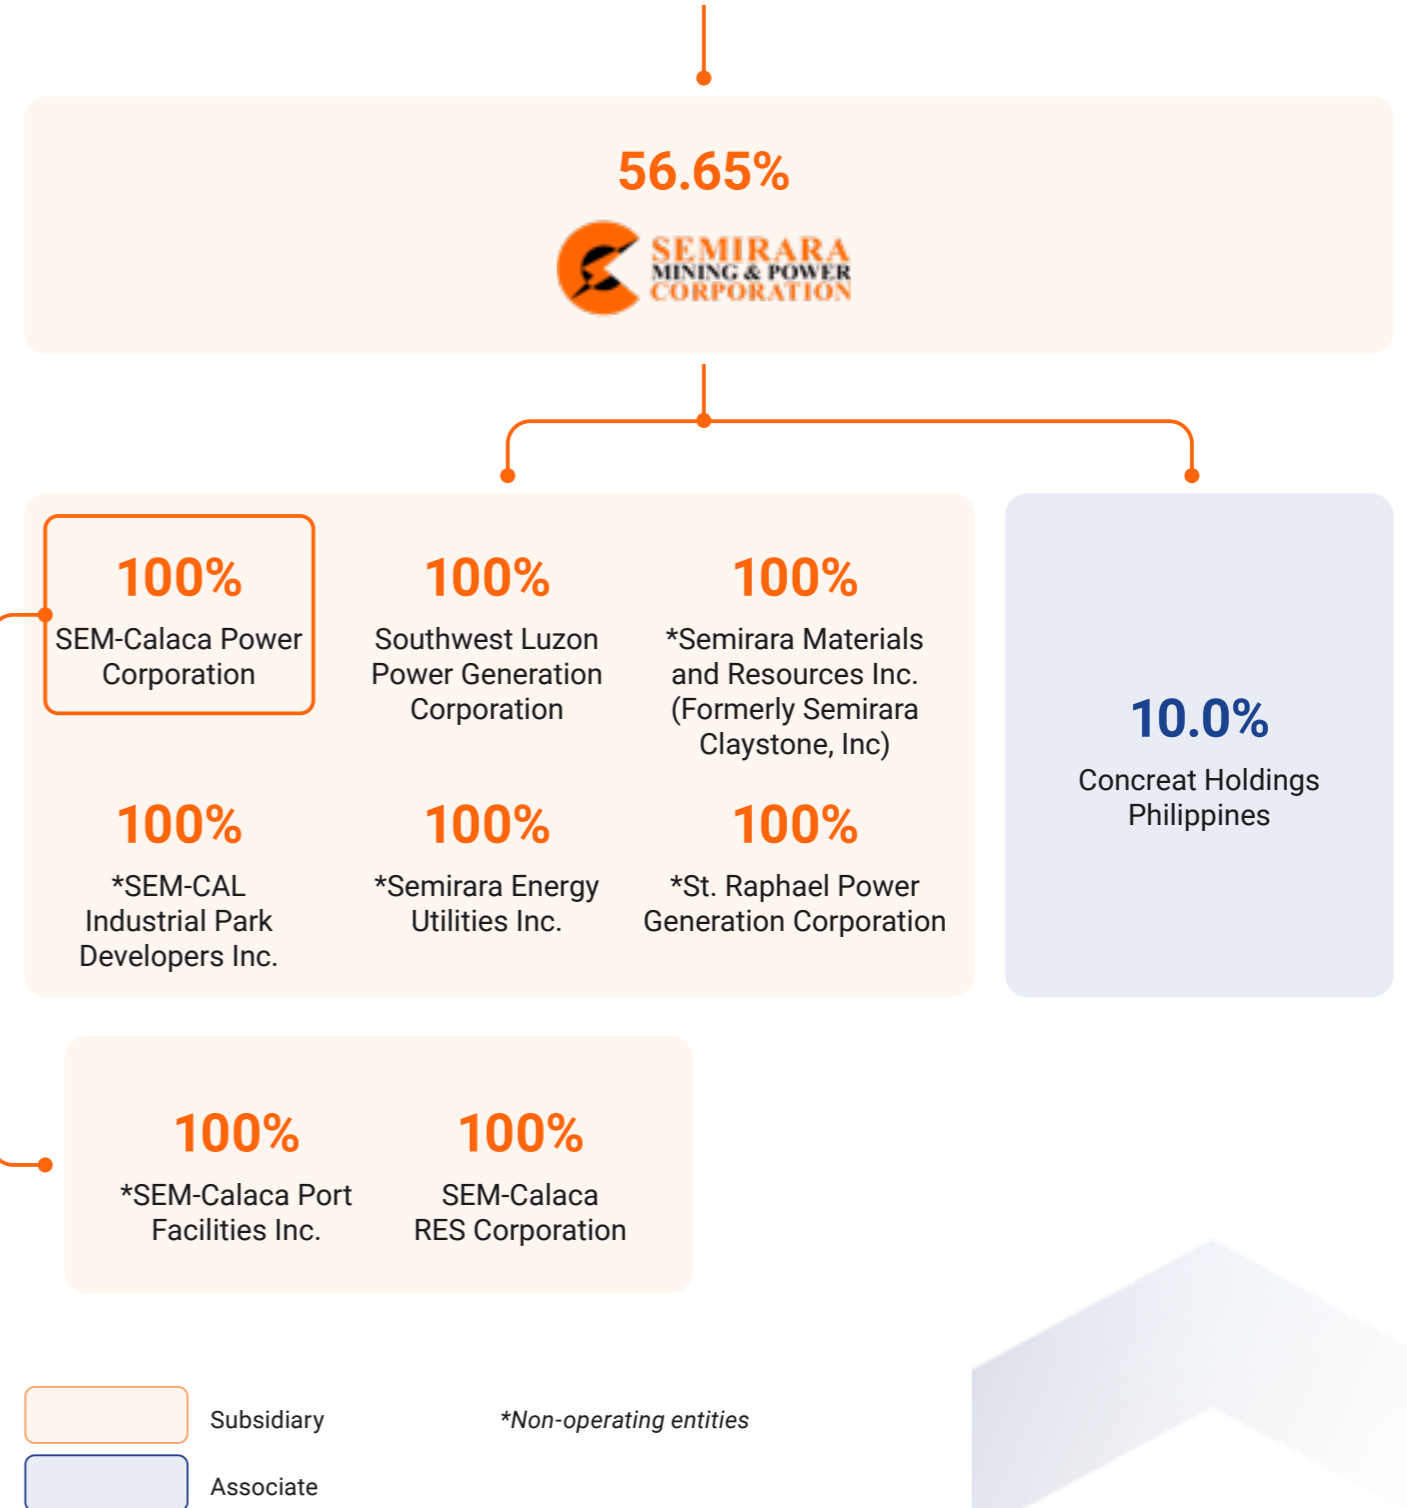 56.65%
SEMIRARA
MINING & POWER
CORPORATION
100%
SEM-Calaca Power
Corporation
100%
Southwest Luzon
Power Generation
Corporation
100%
*Semirara Materials
and Resources Inc.
(Formerly Semirara
Claystone, Inc)
100%
*SEM-CAL
Industrial Park
Developers Inc.
100%
*Semirara Energy
Utilities Inc.
100%
*St. Raphael Power
Generation Corporation
10.0%
Concreat Holdings
Philippines
100%
*SEM-Calaca Port
Facilities Inc.
100%
SEM-Calaca
RES Corporation
Subsidiary
*Non-operating entities
Associate